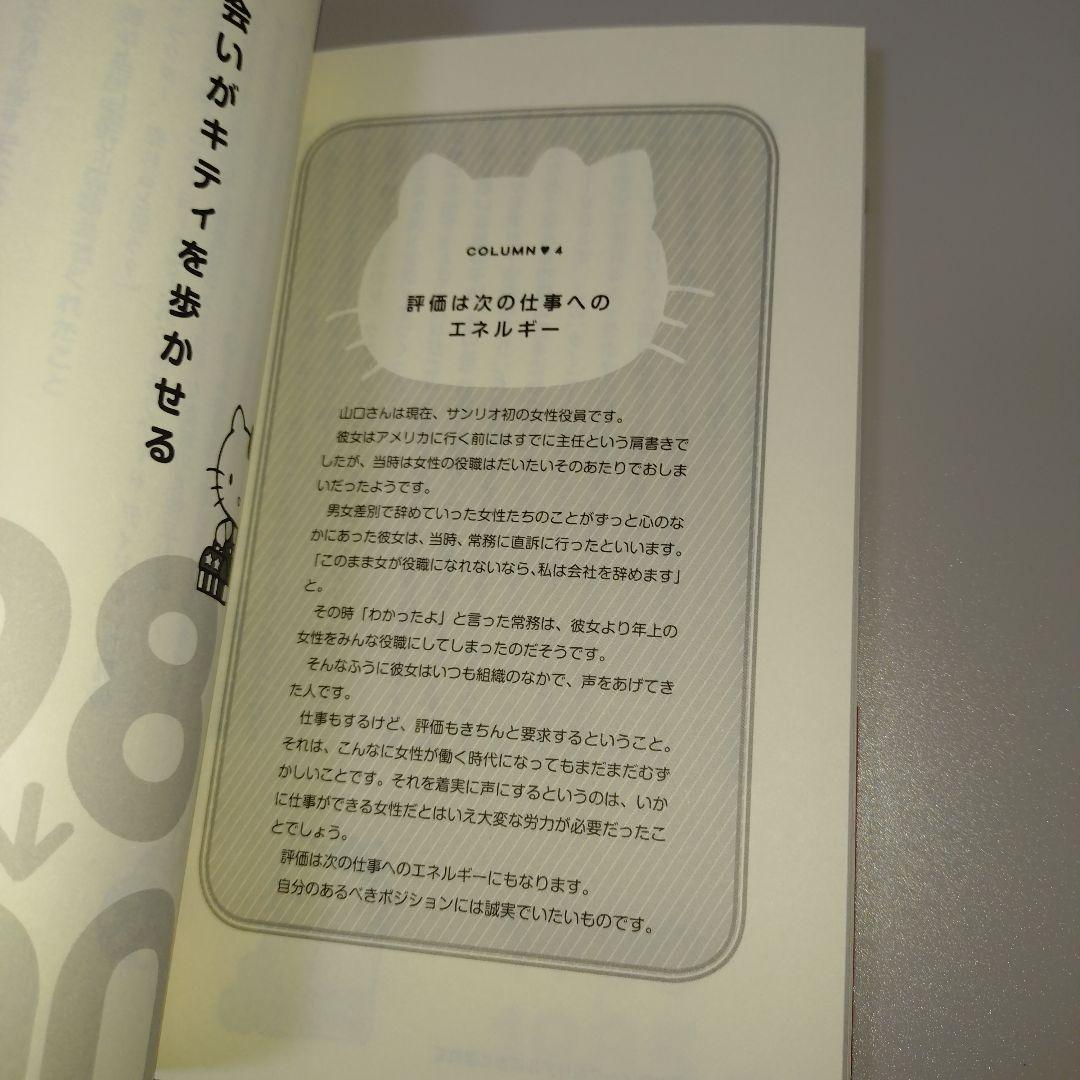 会いがキティを歩かせる
COLUMN♥4
評価は次の仕事への
エネルギー
山口さんは現在、サンリオ初の女性役員です。
彼女はアメリカに行く前にはすでに主任という肩書きで
したが、当時は女性の役職はだいたいそのあたりでおしま
いだったようです。
男女差別で辞めていった女性たちのことがずっと心のな
かにあった彼女は、当時、常務に直訴に行ったといいます。
「このまま女が役職になれないなら、私は会社を辞めます」
と。
その時「わかったよ」と言った常務は、彼女より年上の
女性をみんな役職にしてしまったのだそうです。
そんなふうに彼女はいつも組織のなかで、声をあげてき
た人です。
仕事もするけど、評価もきちんと要求するということ。
それは、こんなに女性が働く時代になってもまだまだむず
かしいことです。それを着実に声にするというのは、いか
に仕事ができる女性だとはいえ大変な労力が必要だったこ
とでしょう。
評価は次の仕事へのエネルギーにもなります。
自分のあるべきポジションには誠実でいたいものです。